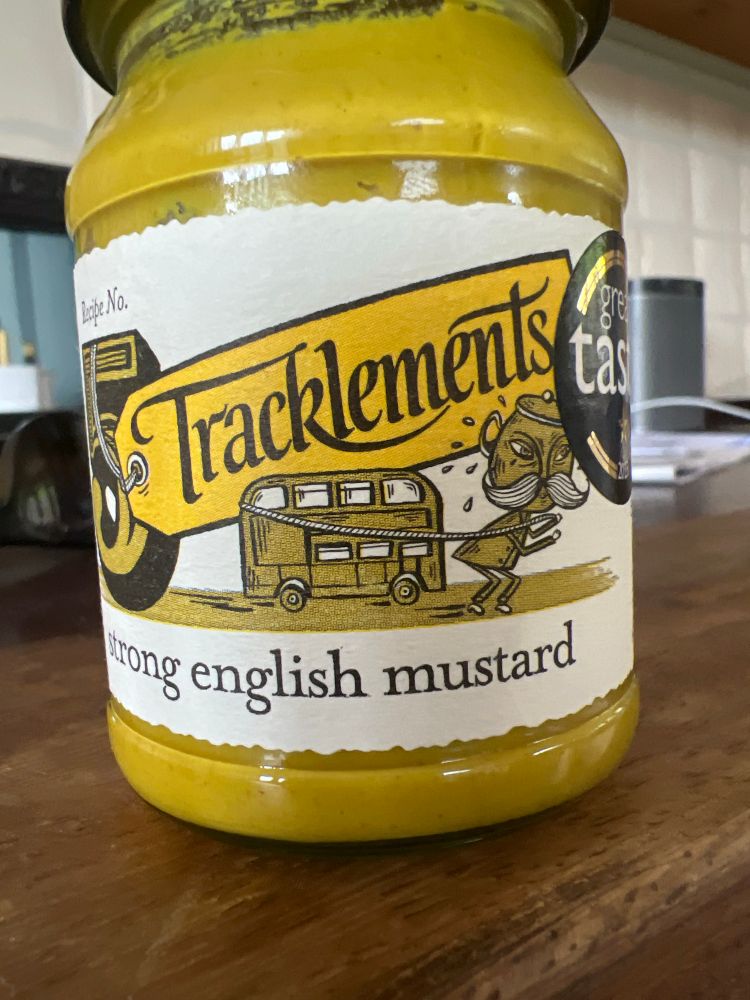 Recipe No.
Tracklements
strong english mustard